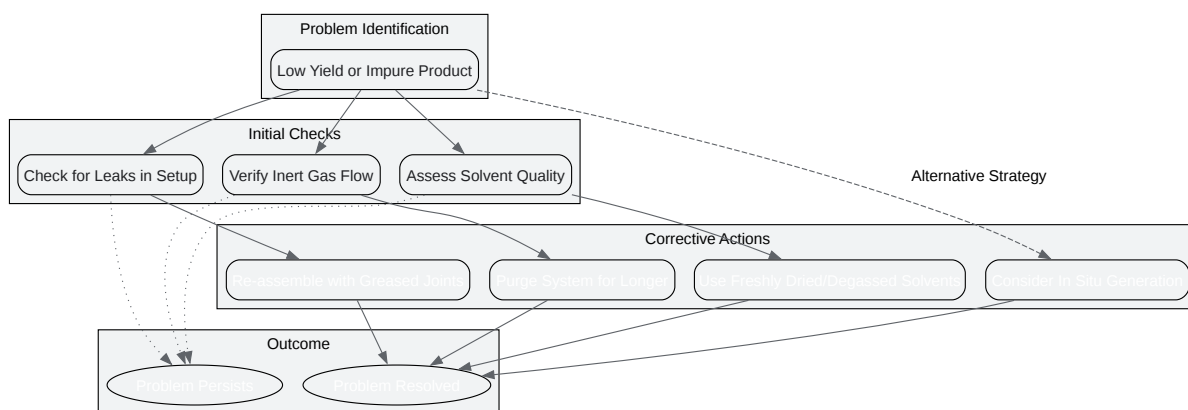 Problem Identification
Low Yield or Impure Product
Initial Checks
Check for Leaks in Setup
Verify Inert Gas Flow
Assess Solvent Quality
Alternative Strategy
Corrective Actions
Re-assemble with Greased Joints
Purge System for Longer
Use Freshly Dried/Degassed Solvents
Consider In Situ Generation
Outcome
Problem Persists
Problem Resolved